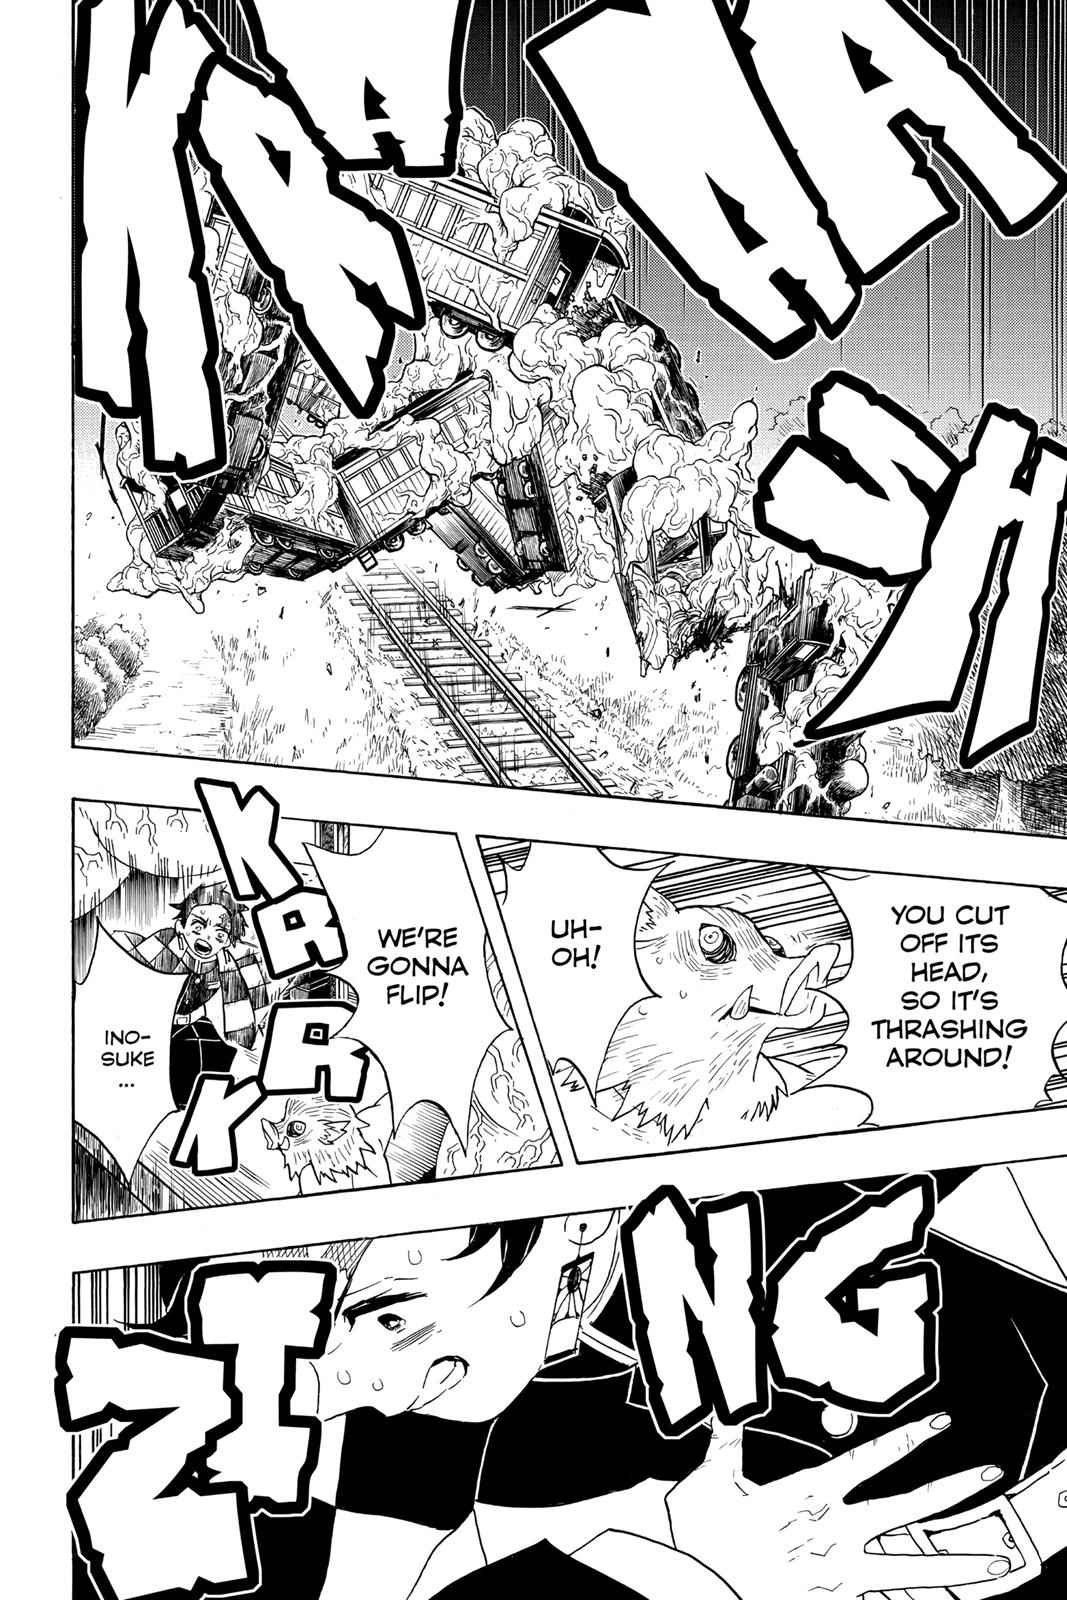 KRAAASH
YOU CUT
OFF ITS
HEAD,
SO IT'S
THRASHING
AROUND!
UH-
OH!
WE'RE
GONNA
FLIP!
KRRRK
INO-
SUKE
...
ZING